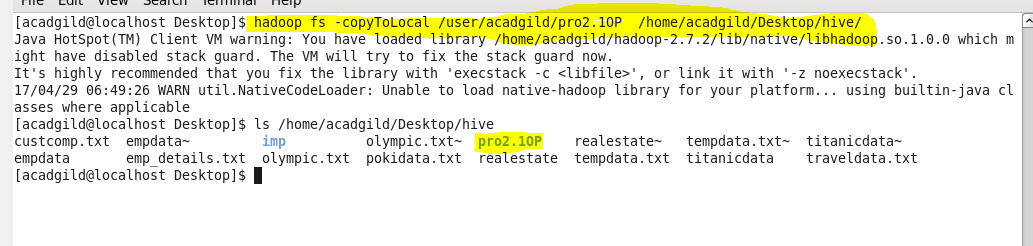 File Edit View Search Terminal Help
[acadgild@localhost Desktop]$ hadoop fs -copyToLocal /user/acadgild/pro2.1OP  /home/acadgild/Desktop/hive/
Java HotSpot(TM) Client VM warning: You have loaded library /home/acadgild/hadoop-2.7.2/lib/native/libhadoop.so.1.0.0 which m
ight have disabled stack guard. The VM will try to fix the stack guard now.
It's highly recommended that you fix the library with 'execstack -c <libfile>', or link it with '-z noexecstack'.
17/04/29 06:49:26 WARN util.NativeCodeLoader: Unable to load native-hadoop library for your platform... using builtin-java cl
asses where applicable
[acadgild@localhost Desktop]$ ls /home/acadgild/Desktop/hive
custcomp.txt  empdata~  imp  olympic.txt~  pro2.1OP  realestate~  tempdata.txt~  titanicdata~
empdata  emp_details.txt  olympic.txt  pokidata.txt  realestate  tempdata.txt  titanicdata  traveldata.txt
[acadgild@localhost Desktop]$